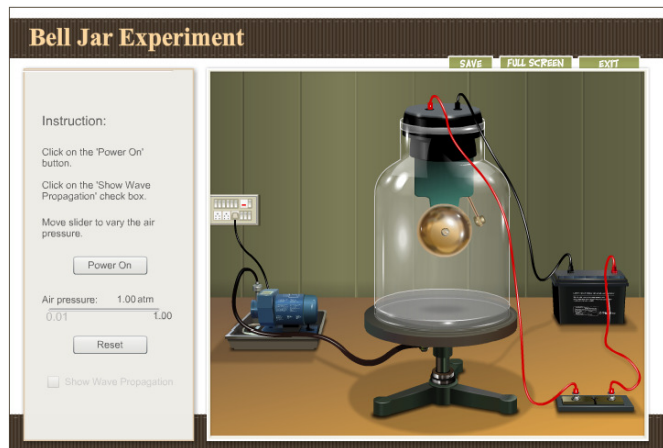 Bell Jar Experiment
SAVE
FULL SCREEN
EXIT
Instruction:
Click on the 'Power On'
button.
Click on the 'Show Wave
Propagation' check box.
Move slider to vary the air
pressure.
Power On
Air pressure: 1.00 atm
0.01 1.00
Reset
Show Wave Propagation